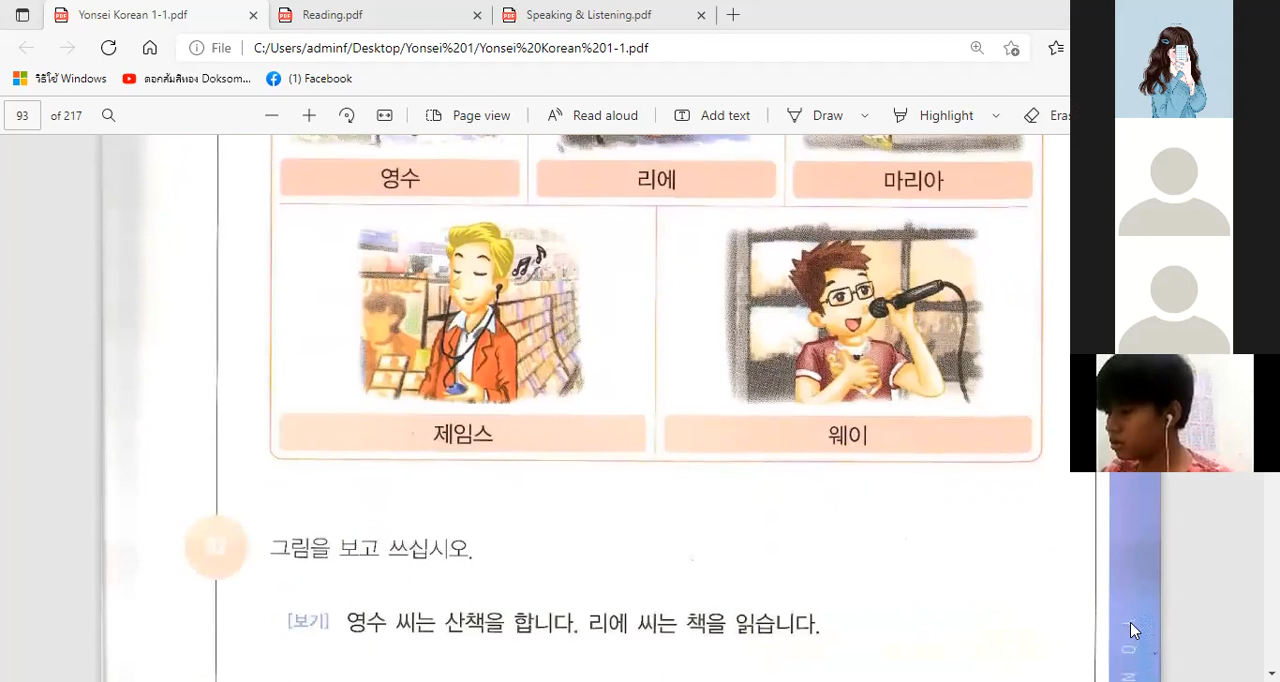 Yonsei Korean 1-1.pdf
Reading.pdf
Speaking & Listening.pdf
File
C:/Users/adminf/Desktop/Yonsei%201/Yonsei%20Korean%201-1.pdf
วิธีใช้ Windows
ดอกส้มสีทอง Doksom...
(1) Facebook
93 of 217
Page view
Read aloud
Add text
Draw
Highlight
Eras
영수
리에
마리아
제임스
웨이
그림을 보고 쓰십시오.
[보기] 영수 씨는 산책을 합니다. 리에 씨는 책을 읽습니다.